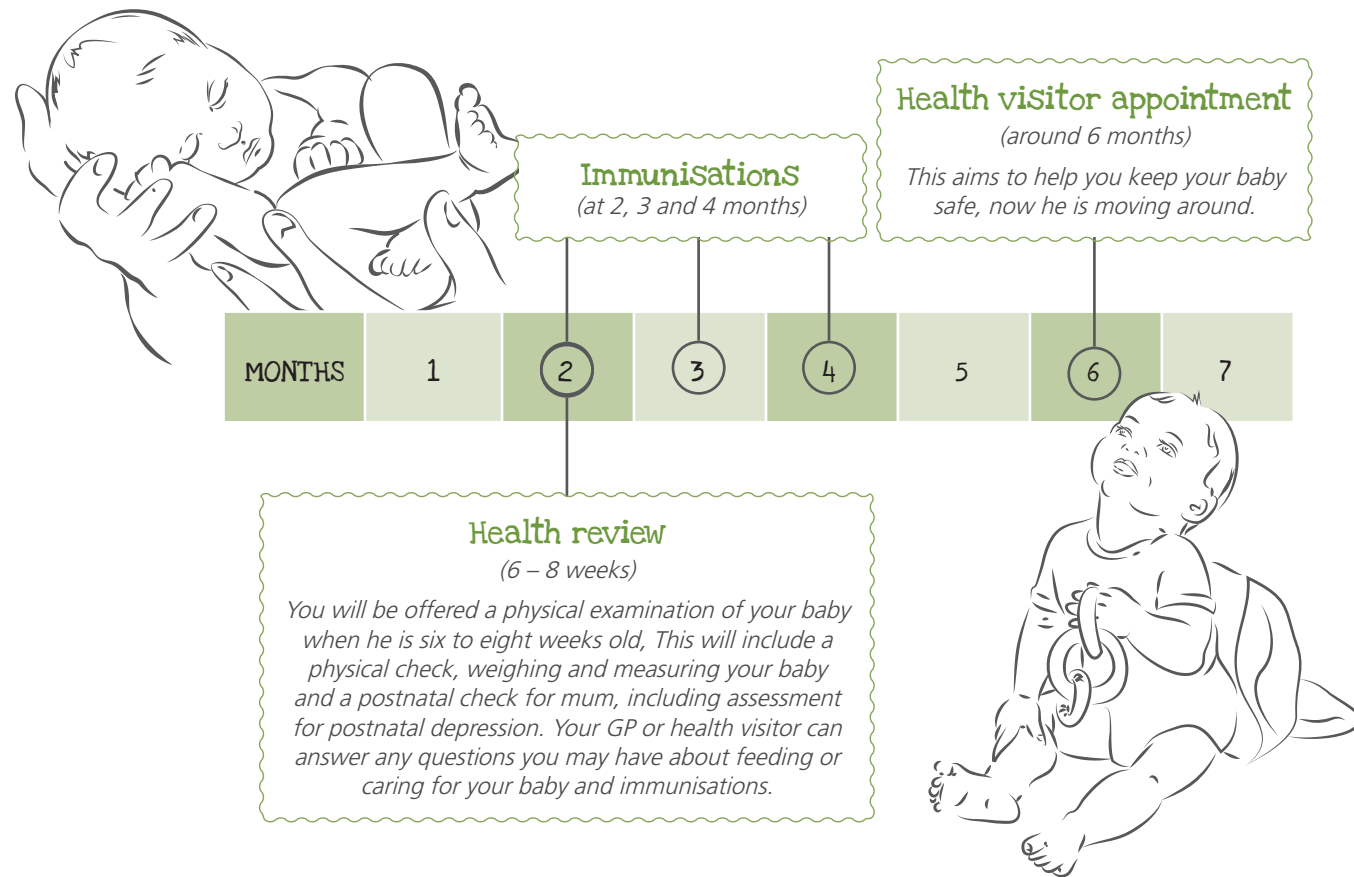 Health visitor appointment
(around 6 months)
This aims to help you keep your baby
safe, now he is moving around.
Immunisations
(at 2, 3 and 4 months)
MONTHS 1 2 3 4 5 6 7
Health review
(6 – 8 weeks)
You will be offered a physical examination of your baby
when he is six to eight weeks old, This will include a
physical check, weighing and measuring your baby
and a postnatal check for mum, including assessment
for postnatal depression. Your GP or health visitor can
answer any questions you may have about feeding or
caring for your baby and immunisations.